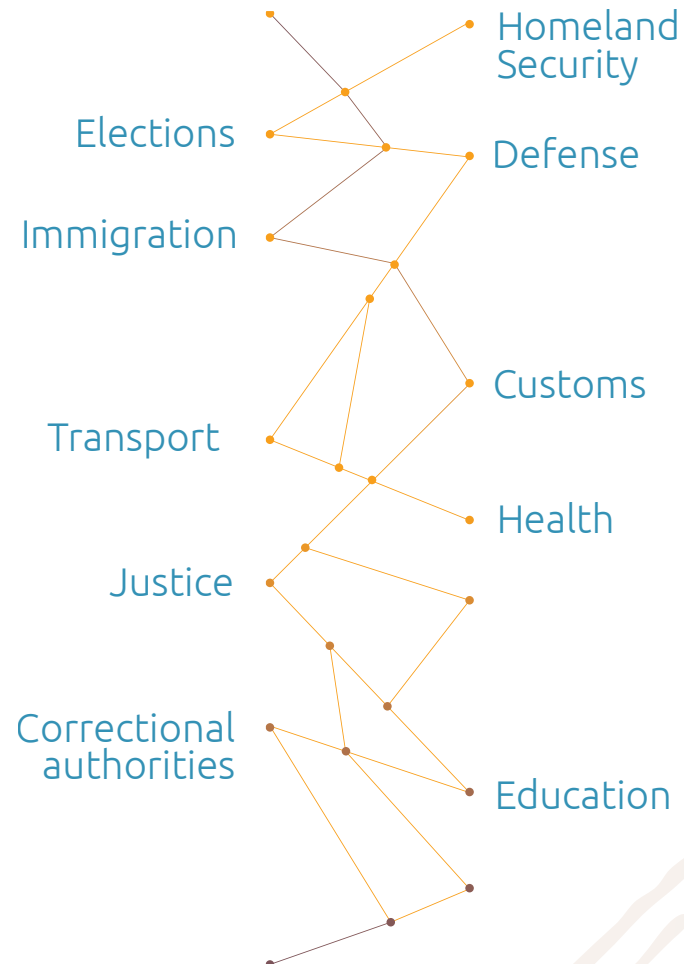 Homeland
Security
Elections
Defense
Immigration
Customs
Transport
Health
Justice
Correctional
authorities
Education